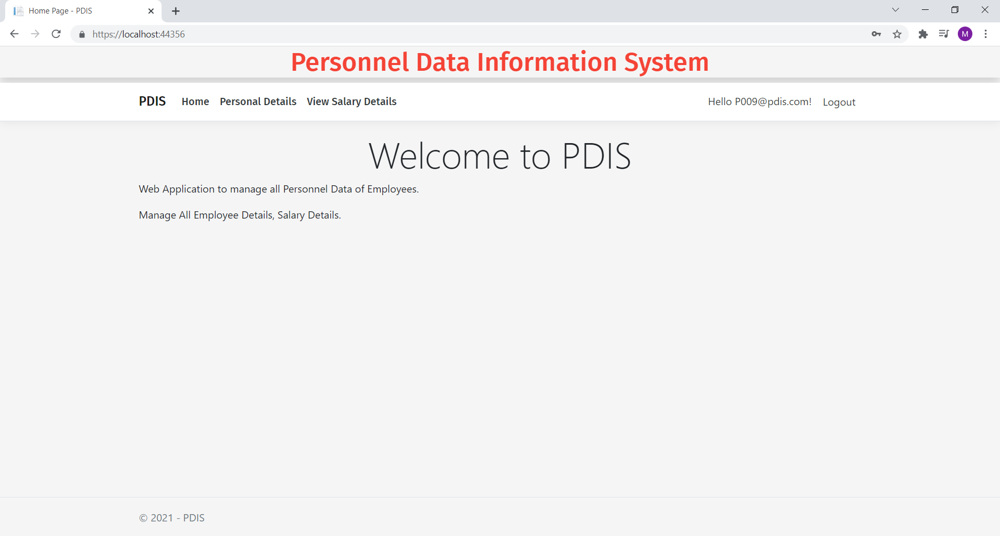 Home Page - PDIS
https://localhost:44356
M
Personnel Data Information System
PDIS Home Personal Details View Salary Details Hello P009@pdis.com! Logout
Welcome to PDIS
Web Application to manage all Personnel Data of Employees.
Manage All Employee Details, Salary Details.
© 2021 - PDIS